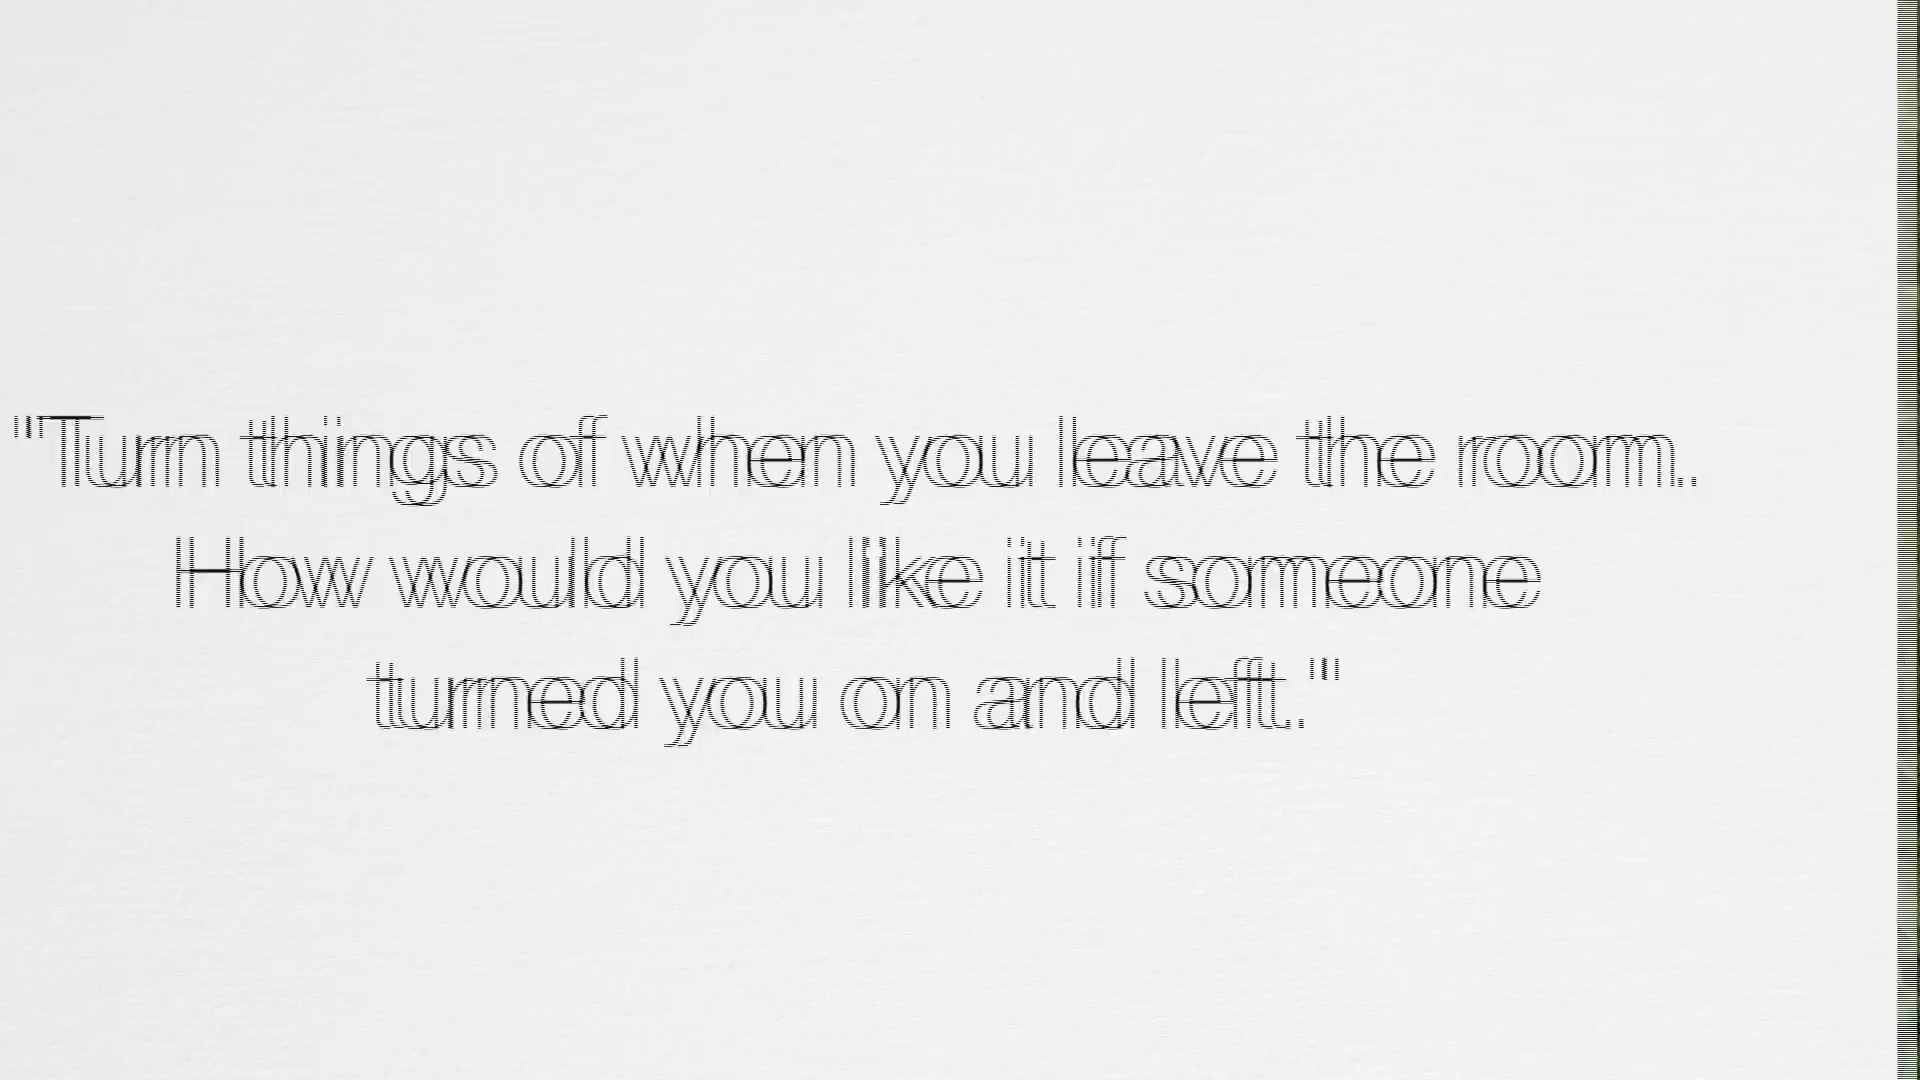 "Turn things of when you leave the room.
How would you like it if someone
turned you on and left."